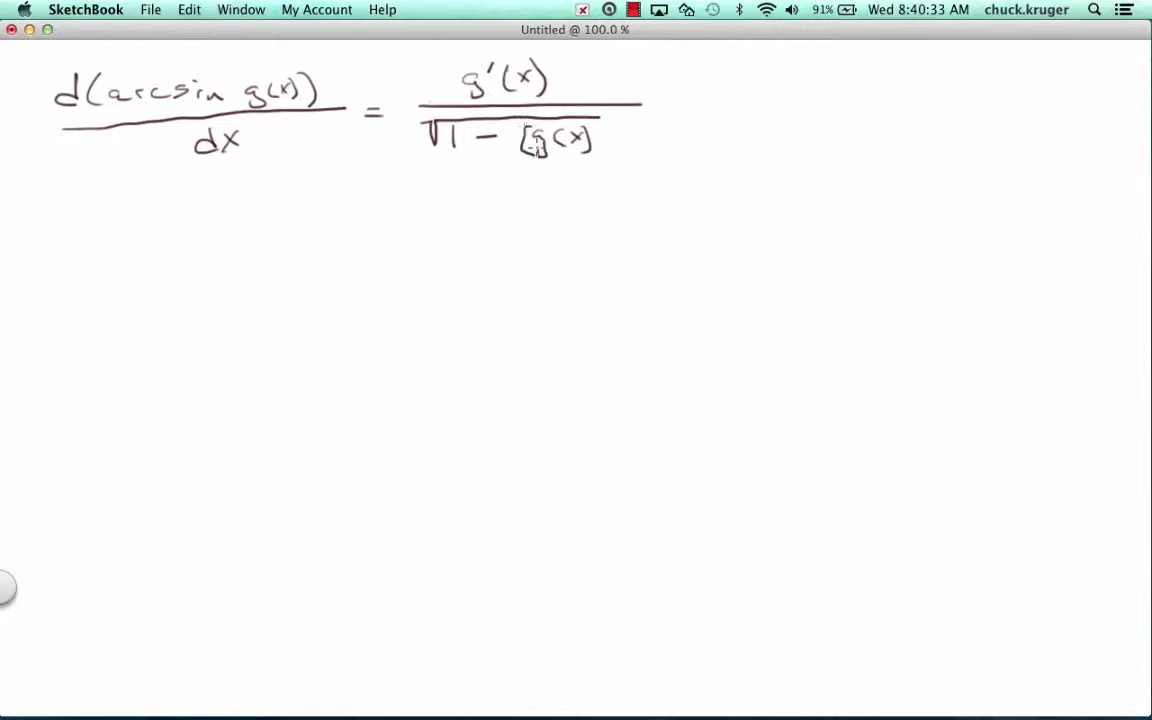 SketchBook File Edit Window My Account Help 91% Wed 8:40:33 AM chuck.kruger
Untitled @ 100.0 %
d(arcsin g(x)) / dx = g'(x) / √1 - [g(x)]